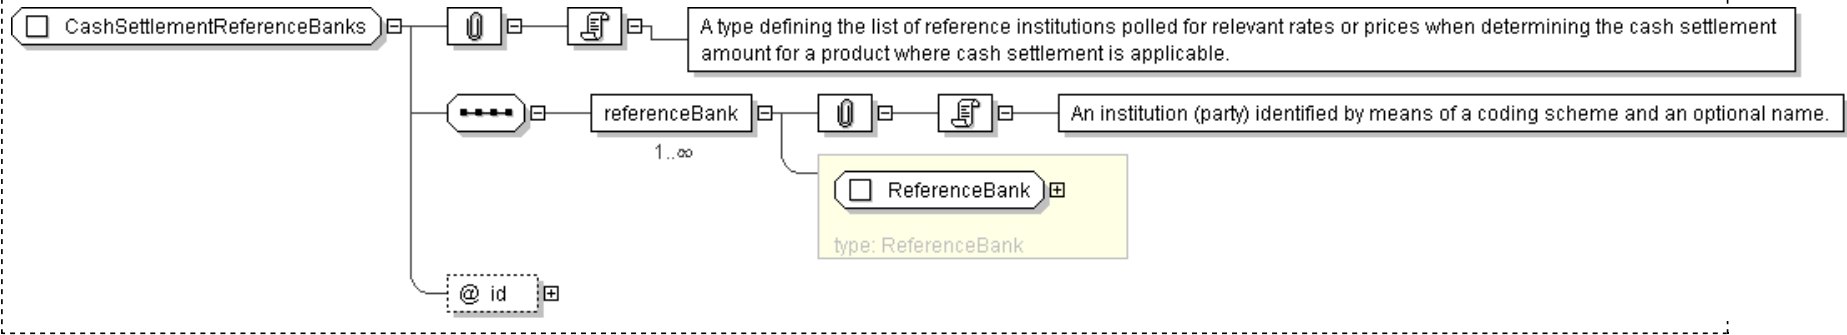 CashSettlementReferenceBanks
A type defining the list of reference institutions polled for relevant rates or prices when determining the cash settlement
amount for a product where cash settlement is applicable.
referenceBank
An institution (party) identified by means of a coding scheme and an optional name.
1..∞
ReferenceBank
type: ReferenceBank
@ id